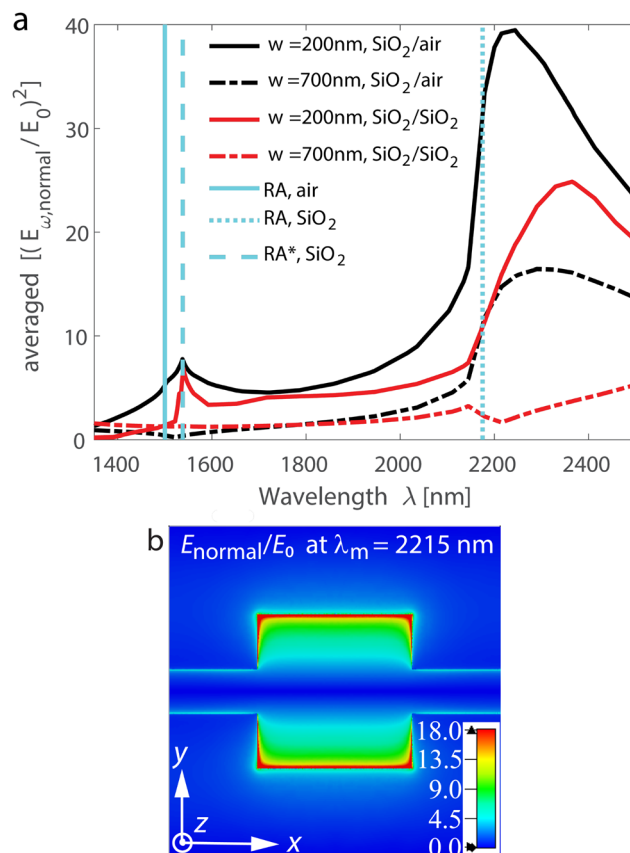 a
averaged [( E ω,normal / E₀ )²]
40
30
20
10
0
w =200nm, SiO₂/air
w =700nm, SiO₂/air
w =200nm, SiO₂/SiO₂
w =700nm, SiO₂/SiO₂
RA, air
RA, SiO₂
RA*, SiO₂
1400 1600 1800 2000 2200 2400
Wavelength λ [nm]
b
E normal/E₀ at λm = 2215 nm
18.0
13.5
9.0
4.5
0.0
y
z
x